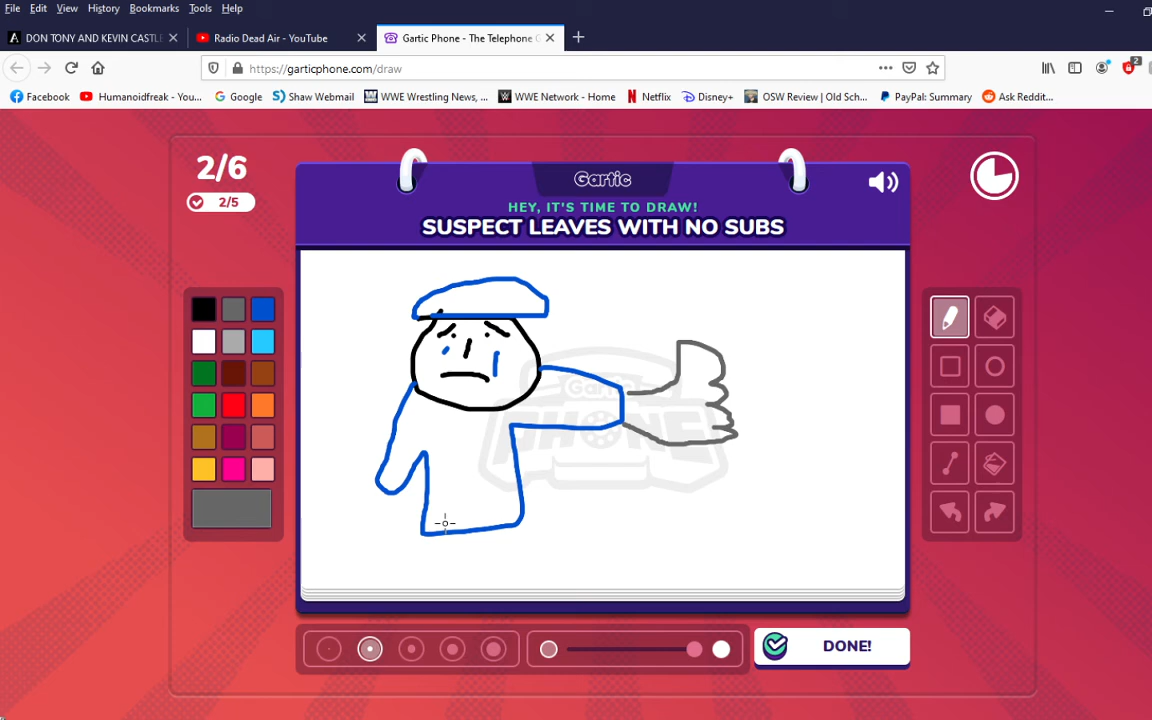 File Edit View History Bookmarks Tools Help
DON TONY AND KEVIN CASTLE
Radio Dead Air - YouTube
Gartic Phone - The Telephone G
https://garticphone.com/draw
2
Facebook
Humanoidfreak - You...
Google
Shaw Webmail
WWE Wrestling News, ...
WWE Network - Home
Netflix
Disney+
OSW Review | Old Sch...
PayPal: Summary
Ask Reddit...
2/6
2/5
Gartic
HEY, IT'S TIME TO DRAW!
SUSPECT LEAVES WITH NO SUBS
Gartic
PHONE
DONE!